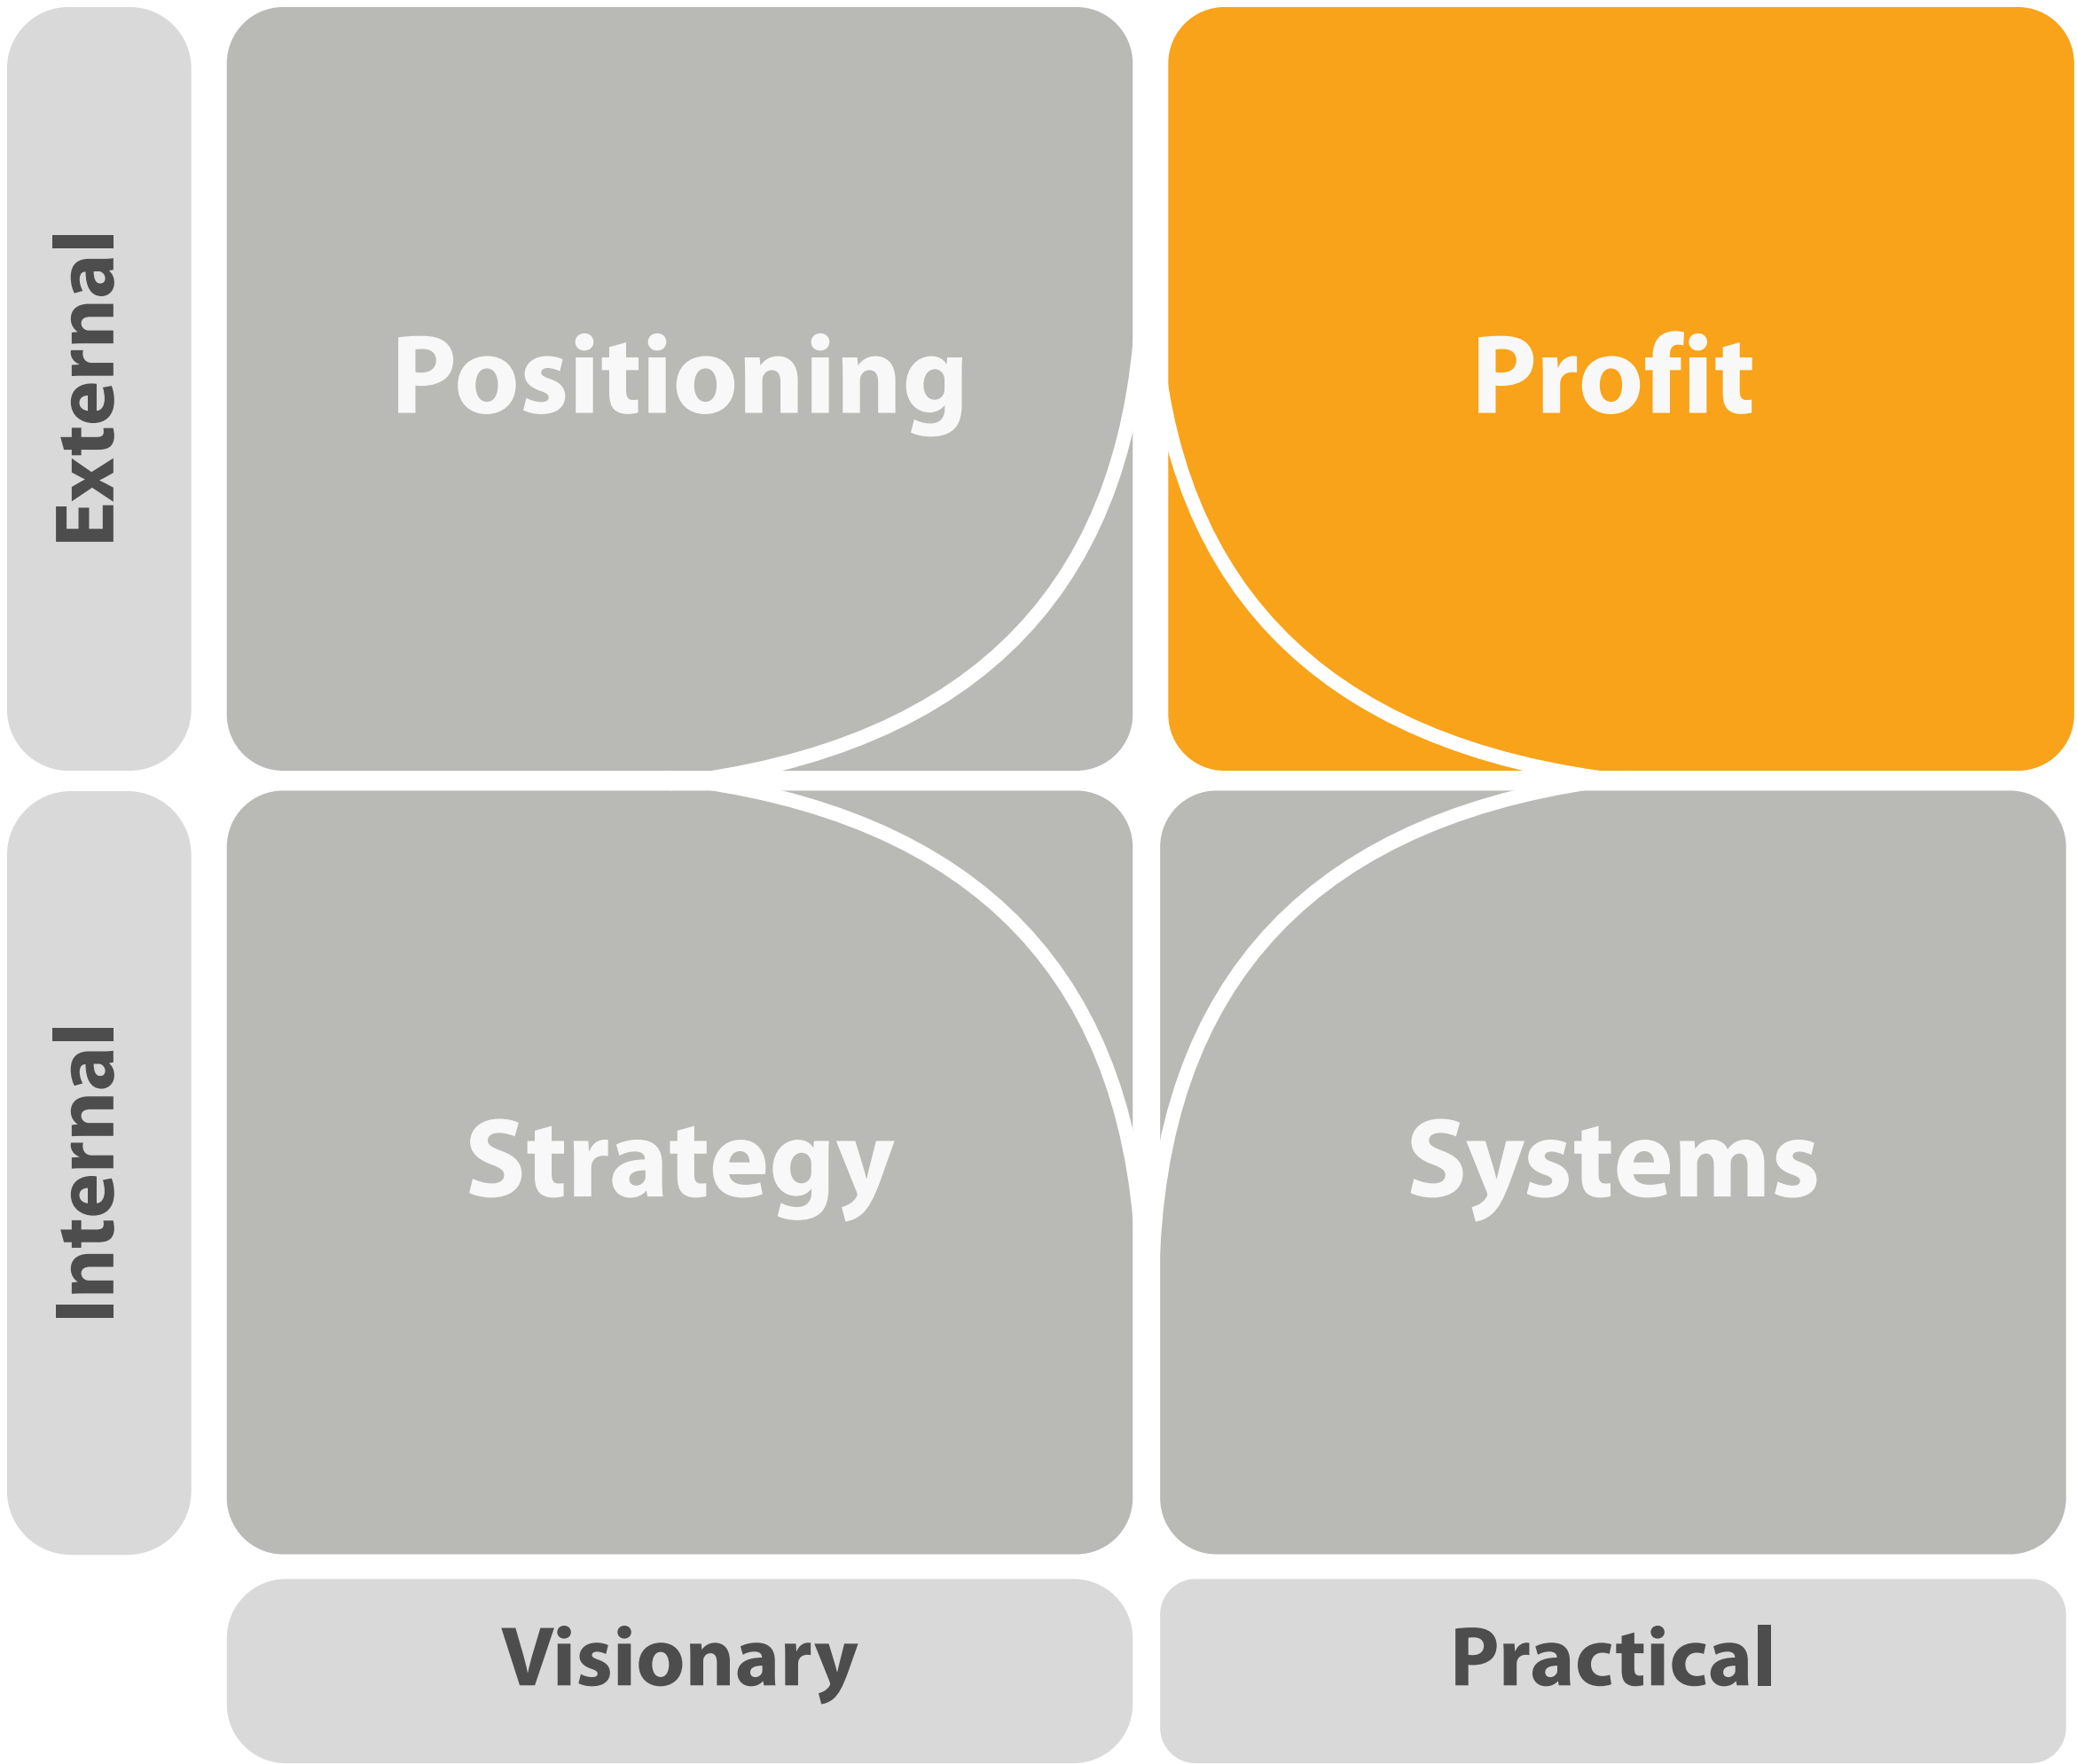 External
Positioning
Profit
Internal
Strategy
Systems
Visionary
Practical